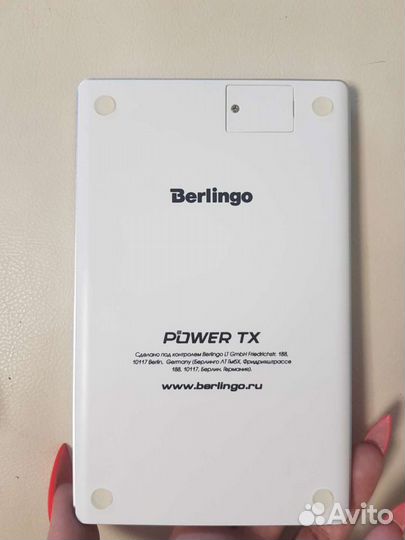 Berlingo
POWER TX
Сделано под контролем Berlingo LT GmbH Friedrichstr. 188,
10117 Berlin, Germany (Берлинго ЛТ ГмбХ, Фридрихштрассе
188, 10117, Берлин, Германия).
www.berlingo.ru
Avito